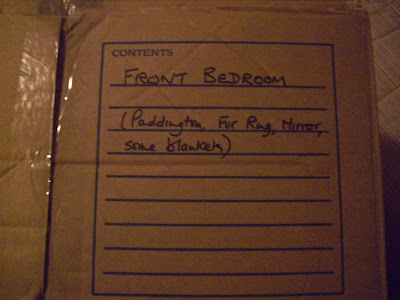 CONTENTS
FRONT BEDROOM
(Paddington, Fur Rug, Mirror,
some blankets)